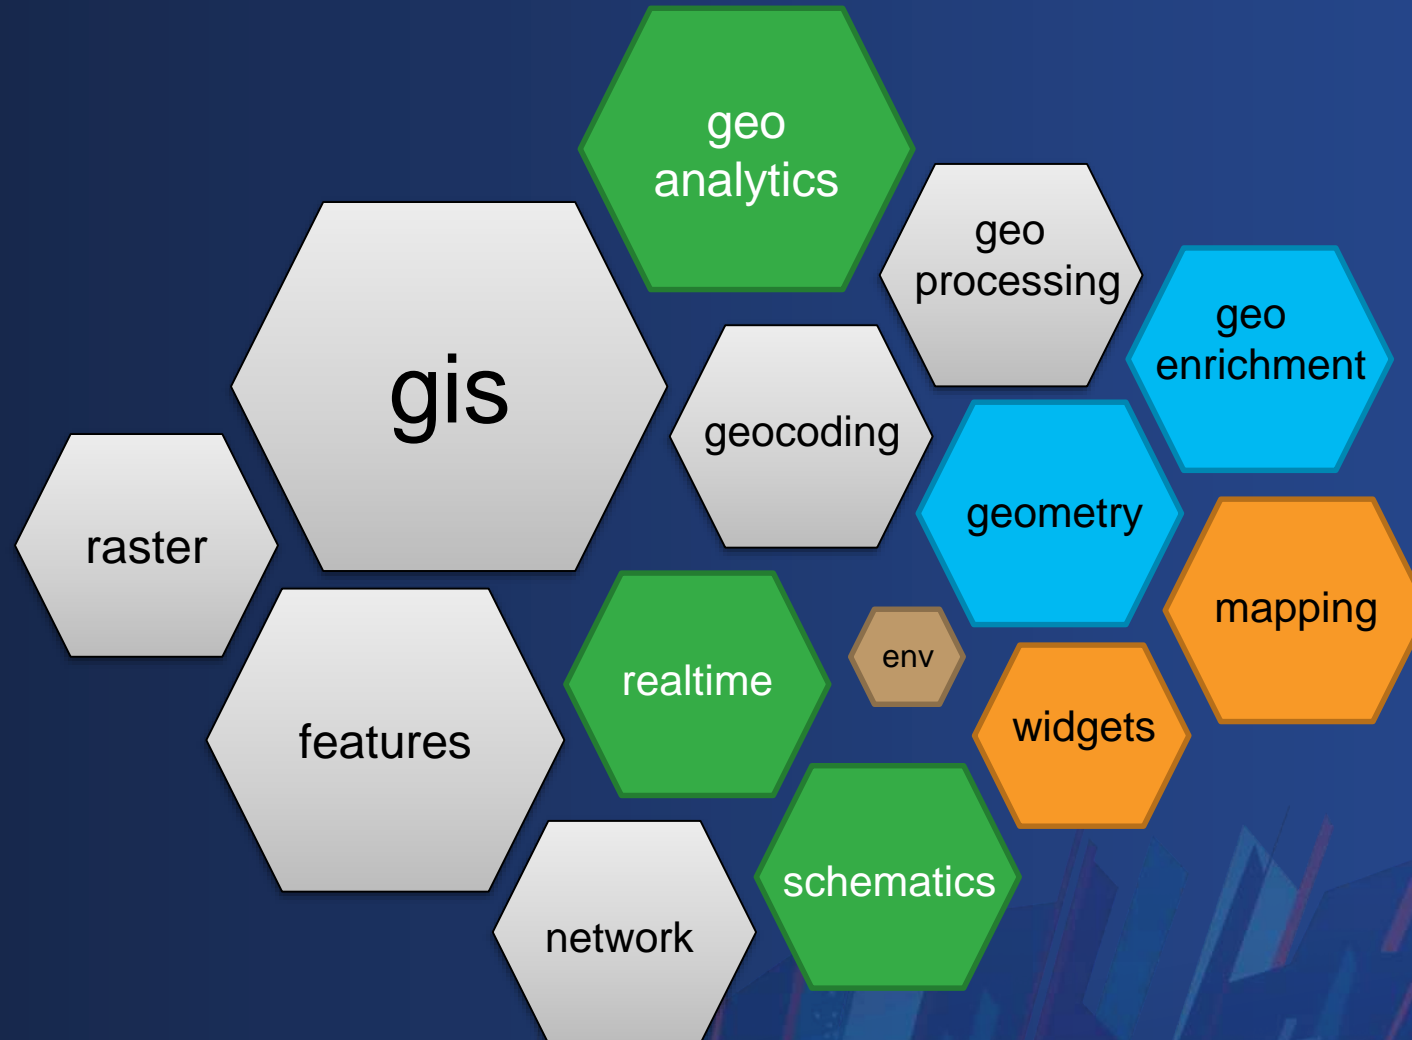 geo
analytics
geo
processing
geo
enrichment
gis
geocoding
geometry
raster
mapping
realtime
env
widgets
features
schematics
network